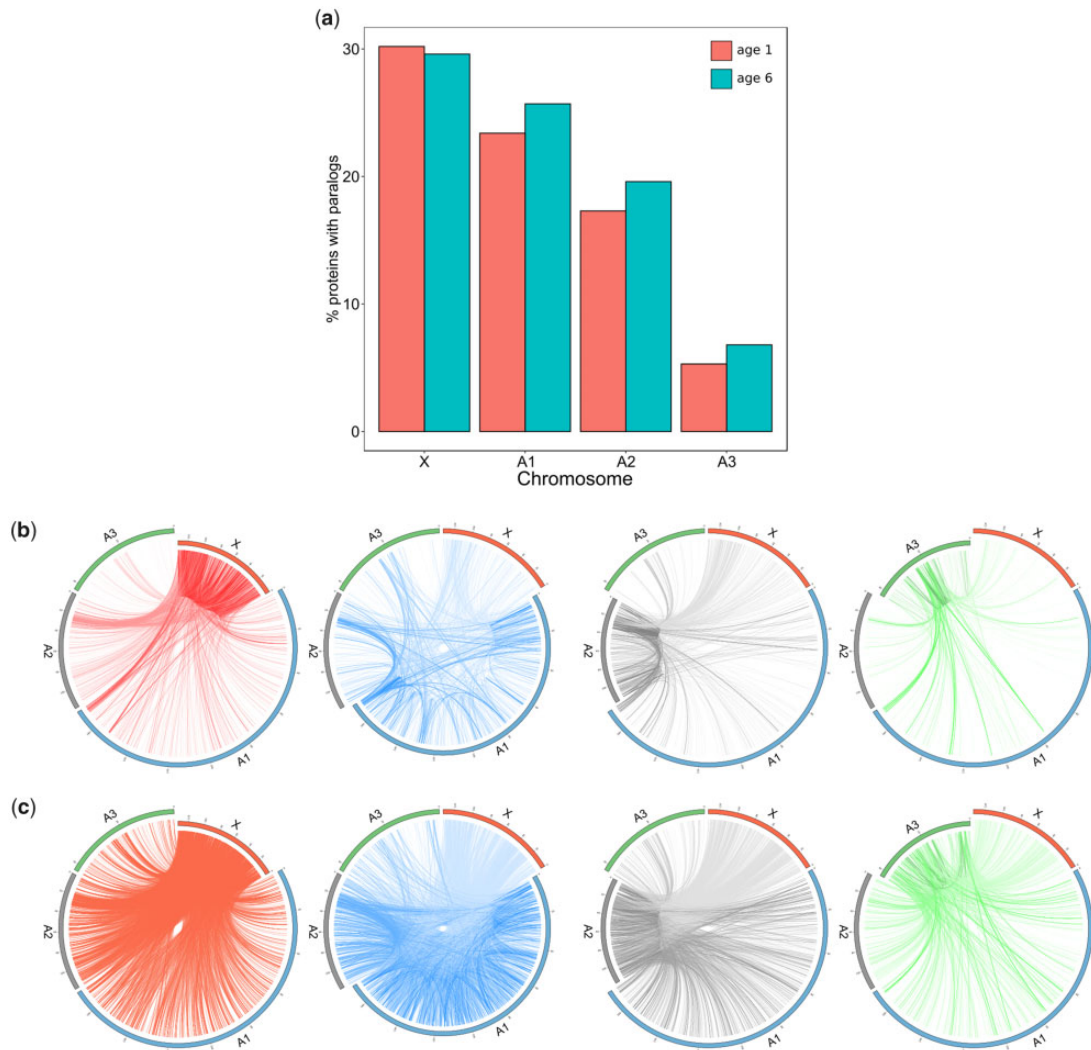 (a)
30
20
10
0
% proteins with paralogs
age 1
age 6
X A1 A2 A3
Chromosome
(b)
A3 X A2 A1
A3 X A2 A1
A3 X A2 A1
A3 X A2 A1
(c)
A3 X A2 A1
A3 X A2 A1
A3 X A2 A1
A3 X A2 A1